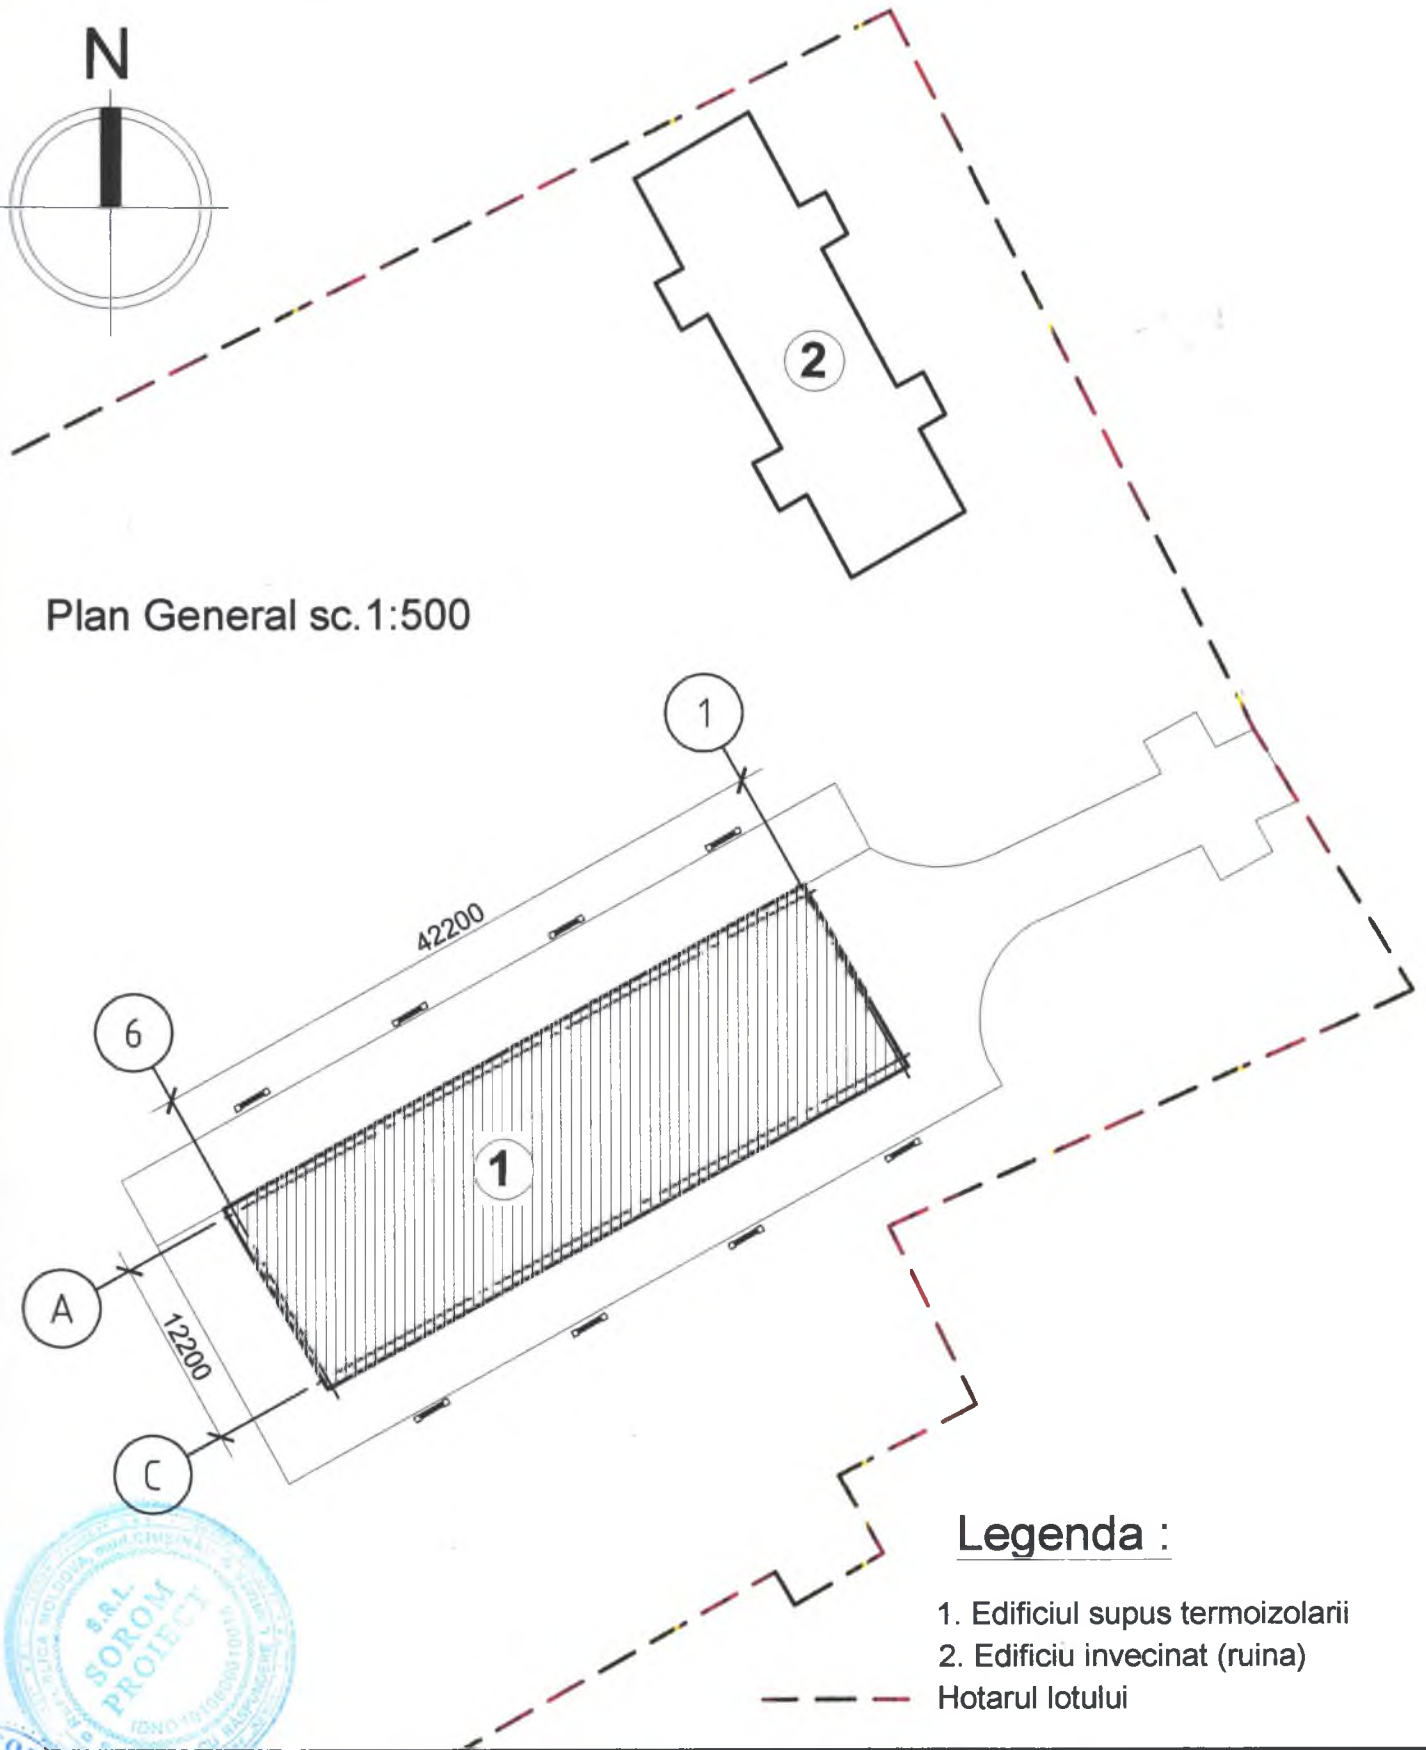 N
2
Plan General sc.1:500
1
42200
6
1
A
12200
C
S.R.L.
SOROM
PROIECT
Legenda :
1. Edificiul supus termoizolarii
2. Edificiu invecinat (ruina)
Hotarul lotului